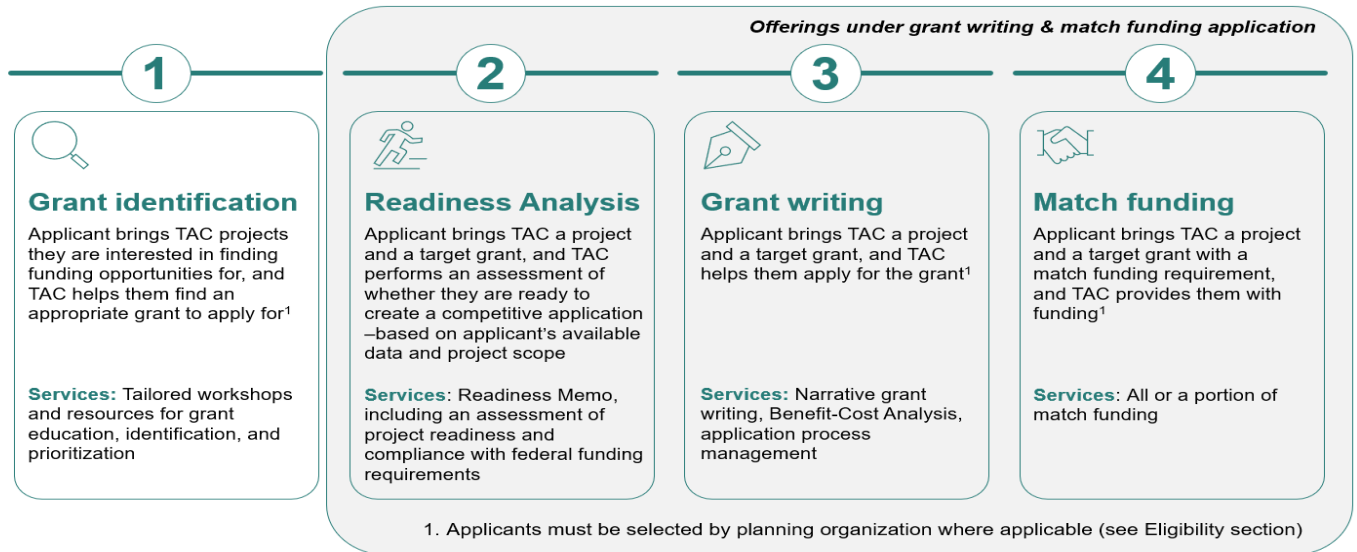 Offerings under grant writing & match funding application
1
2
3
4
Grant identification
Applicant brings TAC projects
they are interested in finding
funding opportunities for, and
TAC helps them find an
appropriate grant to apply for¹
Services: Tailored workshops
and resources for grant
education, identification, and
prioritization
Readiness Analysis
Applicant brings TAC a project
and a target grant, and TAC
performs an assessment of
whether they are ready to
create a competitive application
–based on applicant’s available
data and project scope
Services: Readiness Memo,
including an assessment of
project readiness and
compliance with federal funding
requirements
Grant writing
Applicant brings TAC a project
and a target grant, and TAC
helps them apply for the grant¹
Services: Narrative grant
writing, Benefit-Cost Analysis,
application process
management
Match funding
Applicant brings TAC a project
and a target grant with a
match funding requirement,
and TAC provides them with
funding¹
Services: All or a portion of
match funding
1. Applicants must be selected by planning organization where applicable (see Eligibility section)